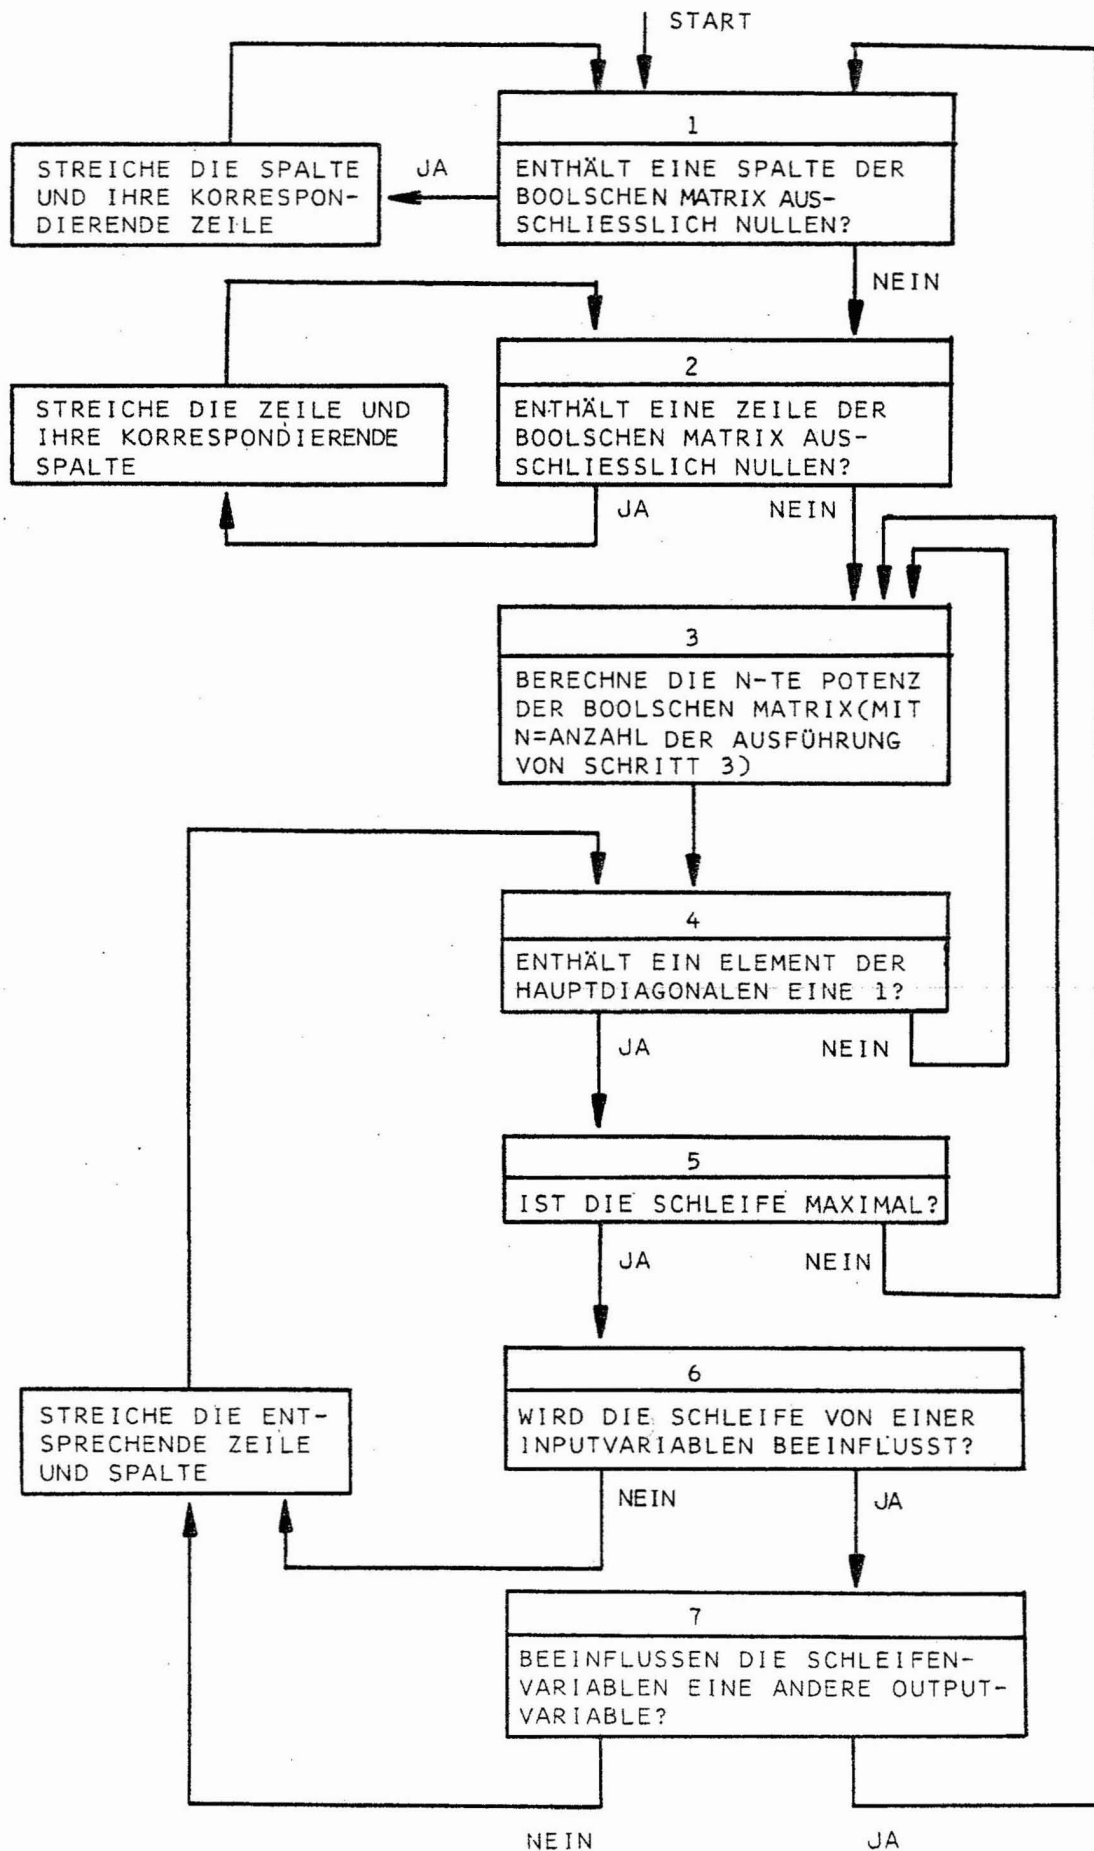 START
1
ENTHÄLT EINE SPALTE DER
BOOLSCHEN MATRIX AUS-
SCHLIESSLICH NULLEN?
JA
STREICHE DIE SPALTE
UND IHRE KORRESPON-
DIERENDE ZEILE
NEIN
2
ENTHÄLT EINE ZEILE DER
BOOLSCHEN MATRIX AUS-
SCHLIESSLICH NULLEN?
STREICHE DIE ZEILE UND
IHRE KORRESPONDIERENDE
SPALTE
JA
NEIN
3
BERECHNE DIE N-TE POTENZ
DER BOOLSCHEN MATRIX(MIT
N=ANZAHL DER AUSFÜHRUNG
VON SCHRITT 3)
4
ENTHÄLT EIN ELEMENT DER
HAUPTDIAGONALEN EINE 1?
JA
NEIN
5
IST DIE SCHLEIFE MAXIMAL?
JA
NEIN
6
WIRD DIE SCHLEIFE VON EINER
INPUTVARIABLEN BEEINFLUSST?
STREICHE DIE ENT-
SPRECHENDE ZEILE
UND SPALTE
NEIN
JA
7
BEEINFLUSSEN DIE SCHLEIFEN-
VARIABLEN EINE ANDERE OUTPUT-
VARIABLE?
NEIN
JA